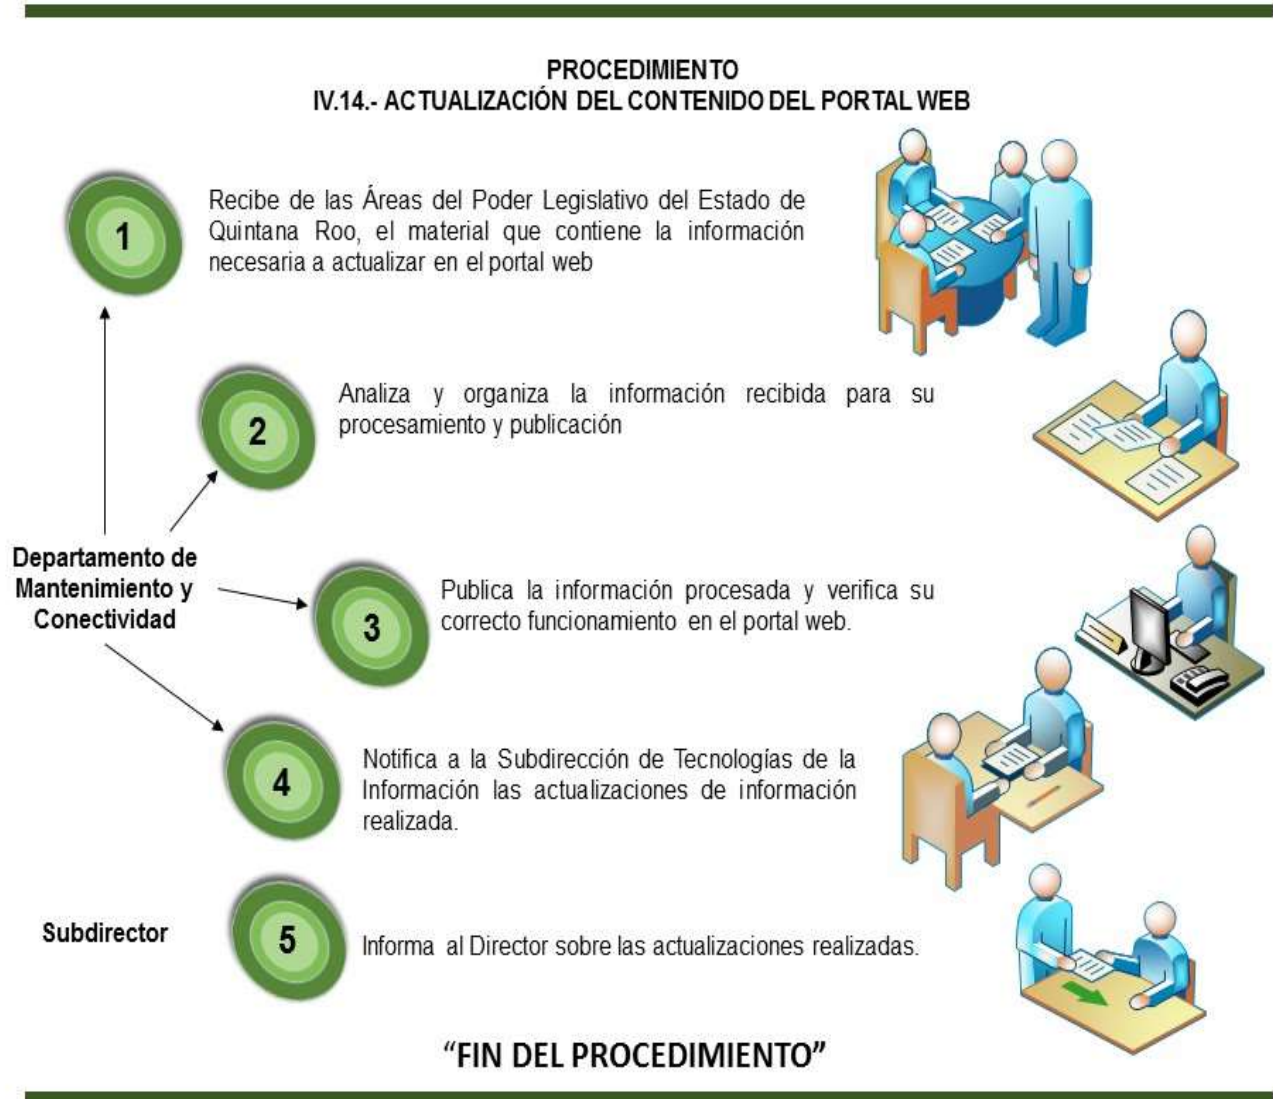 PROCEDIMIENTO
IV.14.- ACTUALIZACIÓN DEL CONTENIDO DEL PORTAL WEB
1
Recibe de las Áreas del Poder Legislativo del Estado de
Quintana Roo, el material que contiene la información
necesaria a actualizar en el portal web
2
Analiza y organiza la información recibida para su
procesamiento y publicación
Departamento de
Mantenimiento y
Conectividad
3
Publica la información procesada y verifica su
correcto funcionamiento en el portal web.
4
Notifica a la Subdirección de Tecnologías de la
Información las actualizaciones de información
realizada.
Subdirector
5
Informa al Director sobre las actualizaciones realizadas.
“FIN DEL PROCEDIMIENTO”